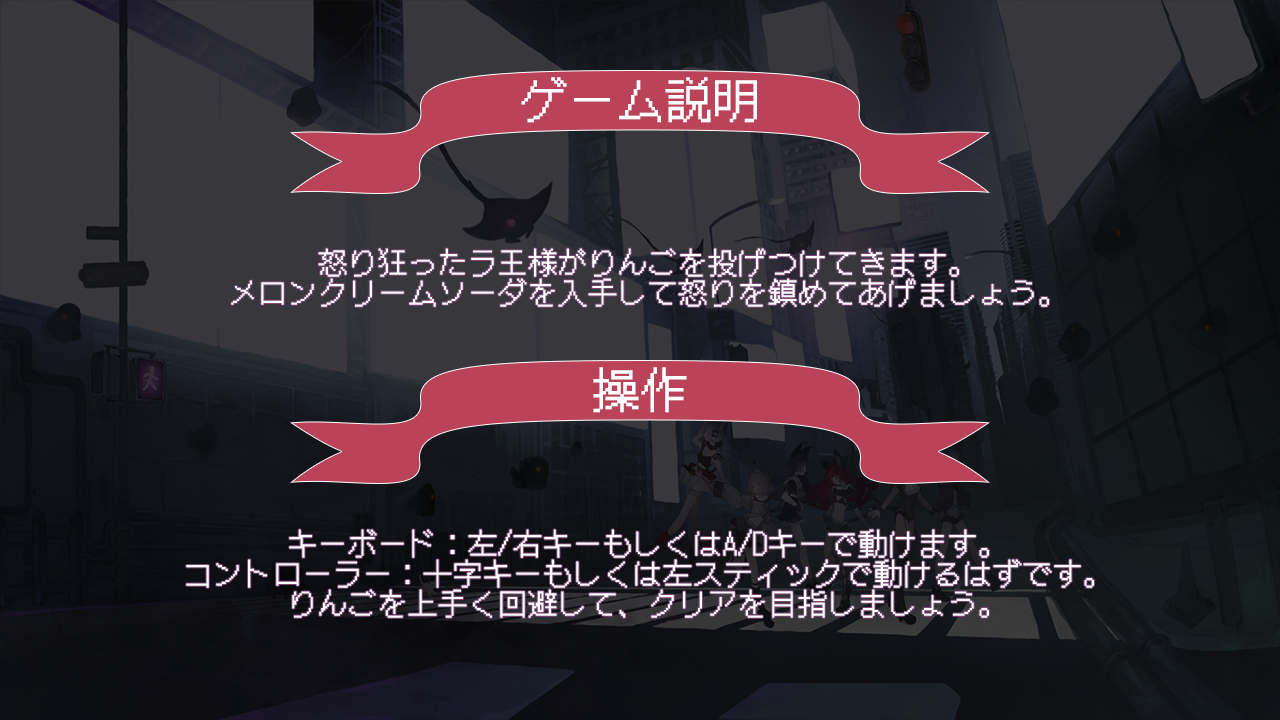 ゲーム説明
怒り狂ったラ王様がりんごを投げつけてきます。
メロンクリームソーダを入手して怒りを鎮めてあげましょう。
操作
キーボード：左/右キーもしくはA/Dキーで動けます。
コントローラー：十字キーもしくは左スティックで動けるはずです。
りんごを上手く回避して、クリアを目指しましょう。